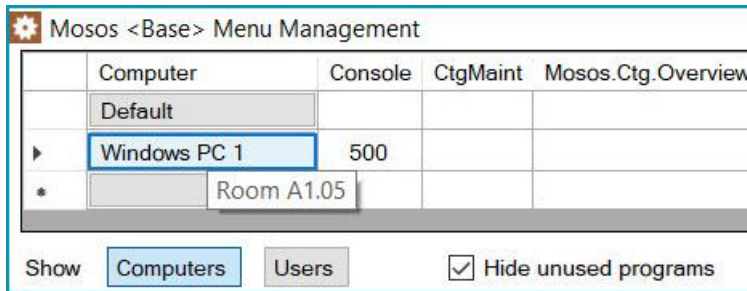 Mosos <Base> Menu Management
Computer Console CtgMaint Mosos.Ctg.Overview
Default
Windows PC 1 500
Room A1.05
Show Computers Users Hide unused programs